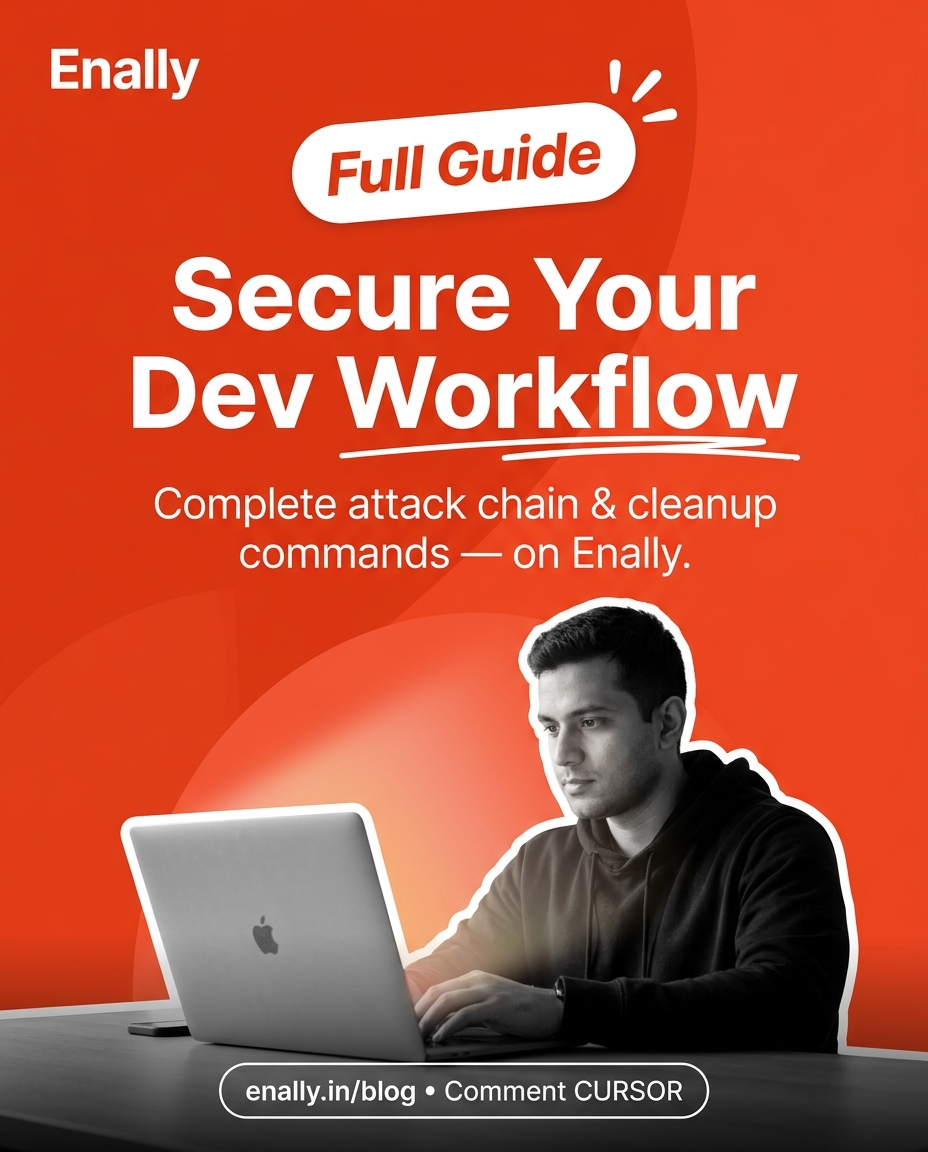 Enally
Full Guide
Secure Your
Dev Workflow
Complete attack chain & cleanup
commands — on Enally.
enally.in/blog • Comment CURSOR